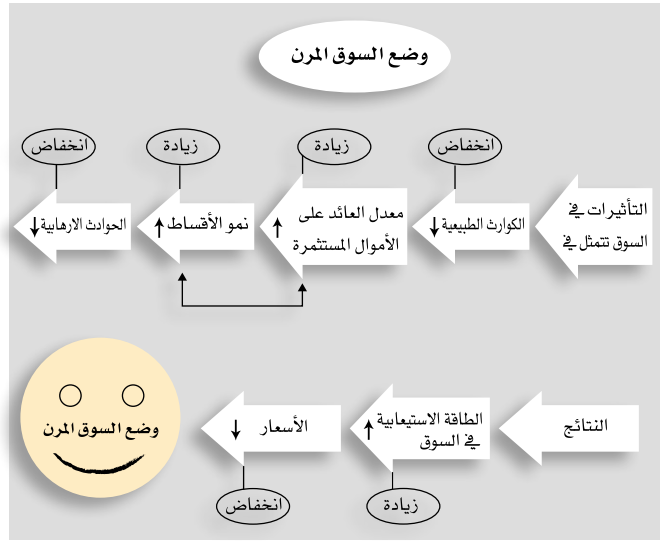 وضع السوق المرن
انخفاض
زيادة
زيادة
انخفاض
التأثيرات في
السوق تتمثل في
الكوارث الطبيعية ↓
معدل العائد على
الأموال المستثمرة ↑
نمو الأقساط ↑
الحوادث الارهابية ↓
النتائج
الطاقة الاستيعابية
في السوق ↑
الأسعار ↓
وضع السوق المرن
زيادة
انخفاض